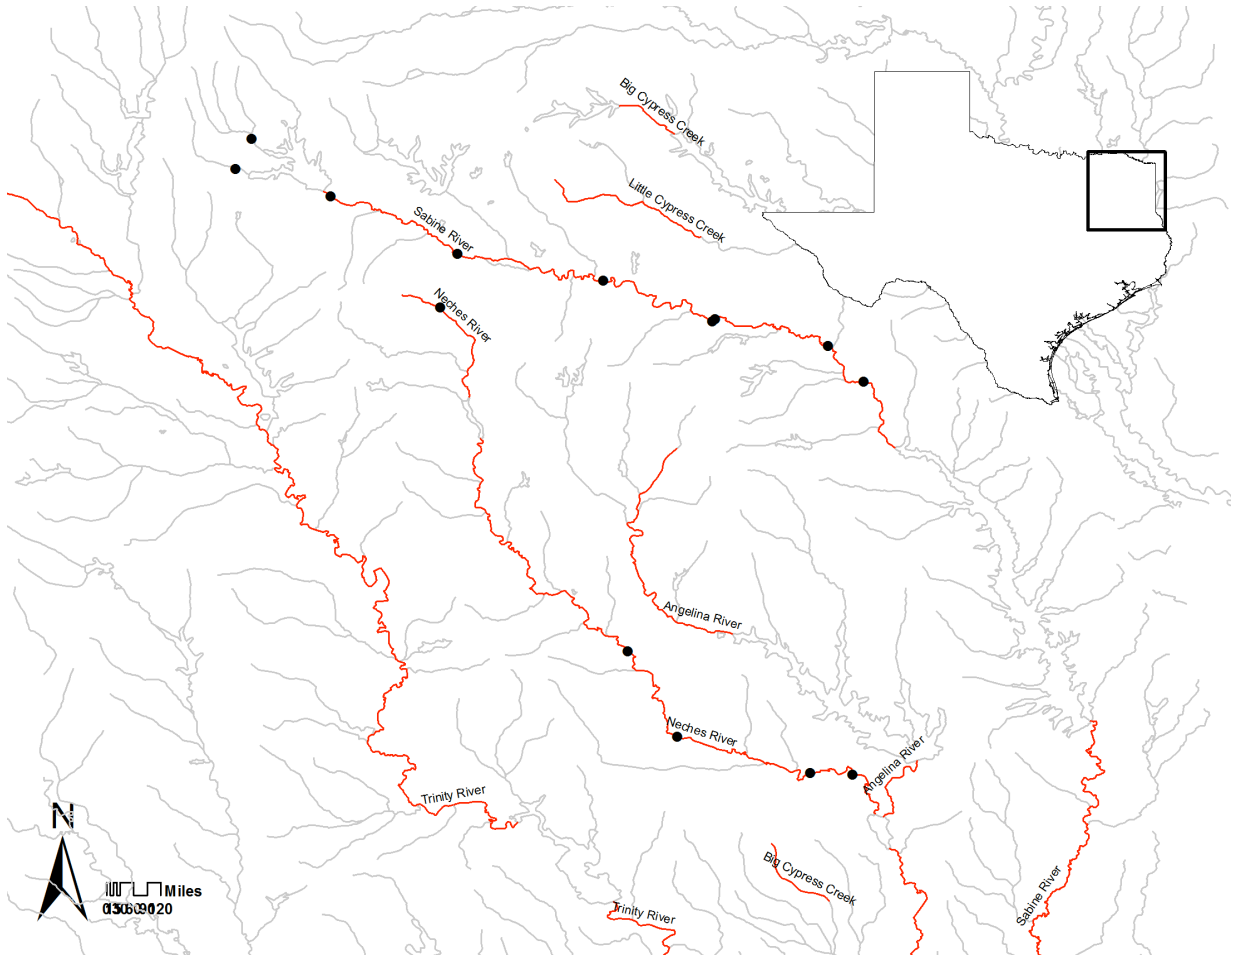 Big Cypress Creek
Little Cypress Creek
Sabine River
Neches River
Angelina River
Neches River
Angelina River
Trinity River
N
Big Cypress Creek
Sabine River
Miles
Trinity River